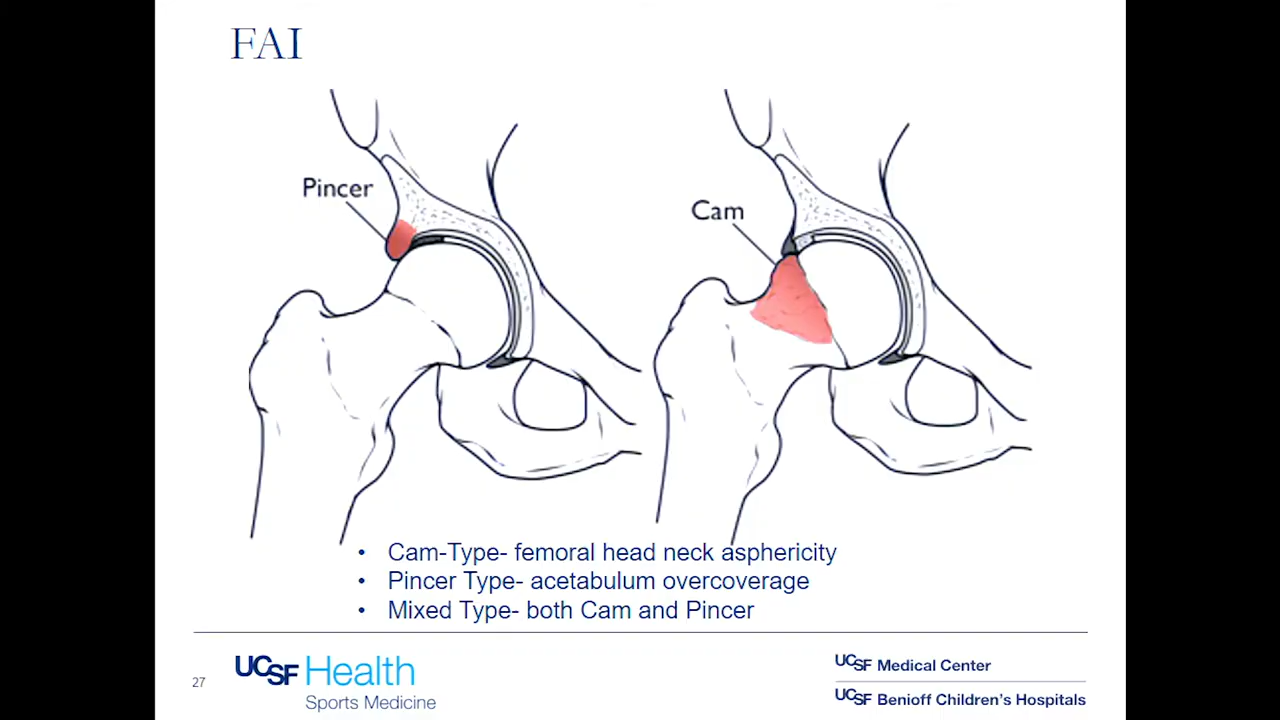 FAI
Pincer
Cam
• Cam-Type- femoral head neck asphericity
• Pincer Type- acetabulum overcoverage
• Mixed Type- both Cam and Pincer
27
UCSF Health
Sports Medicine
UCSF Medical Center
UCSF Benioff Children's Hospitals